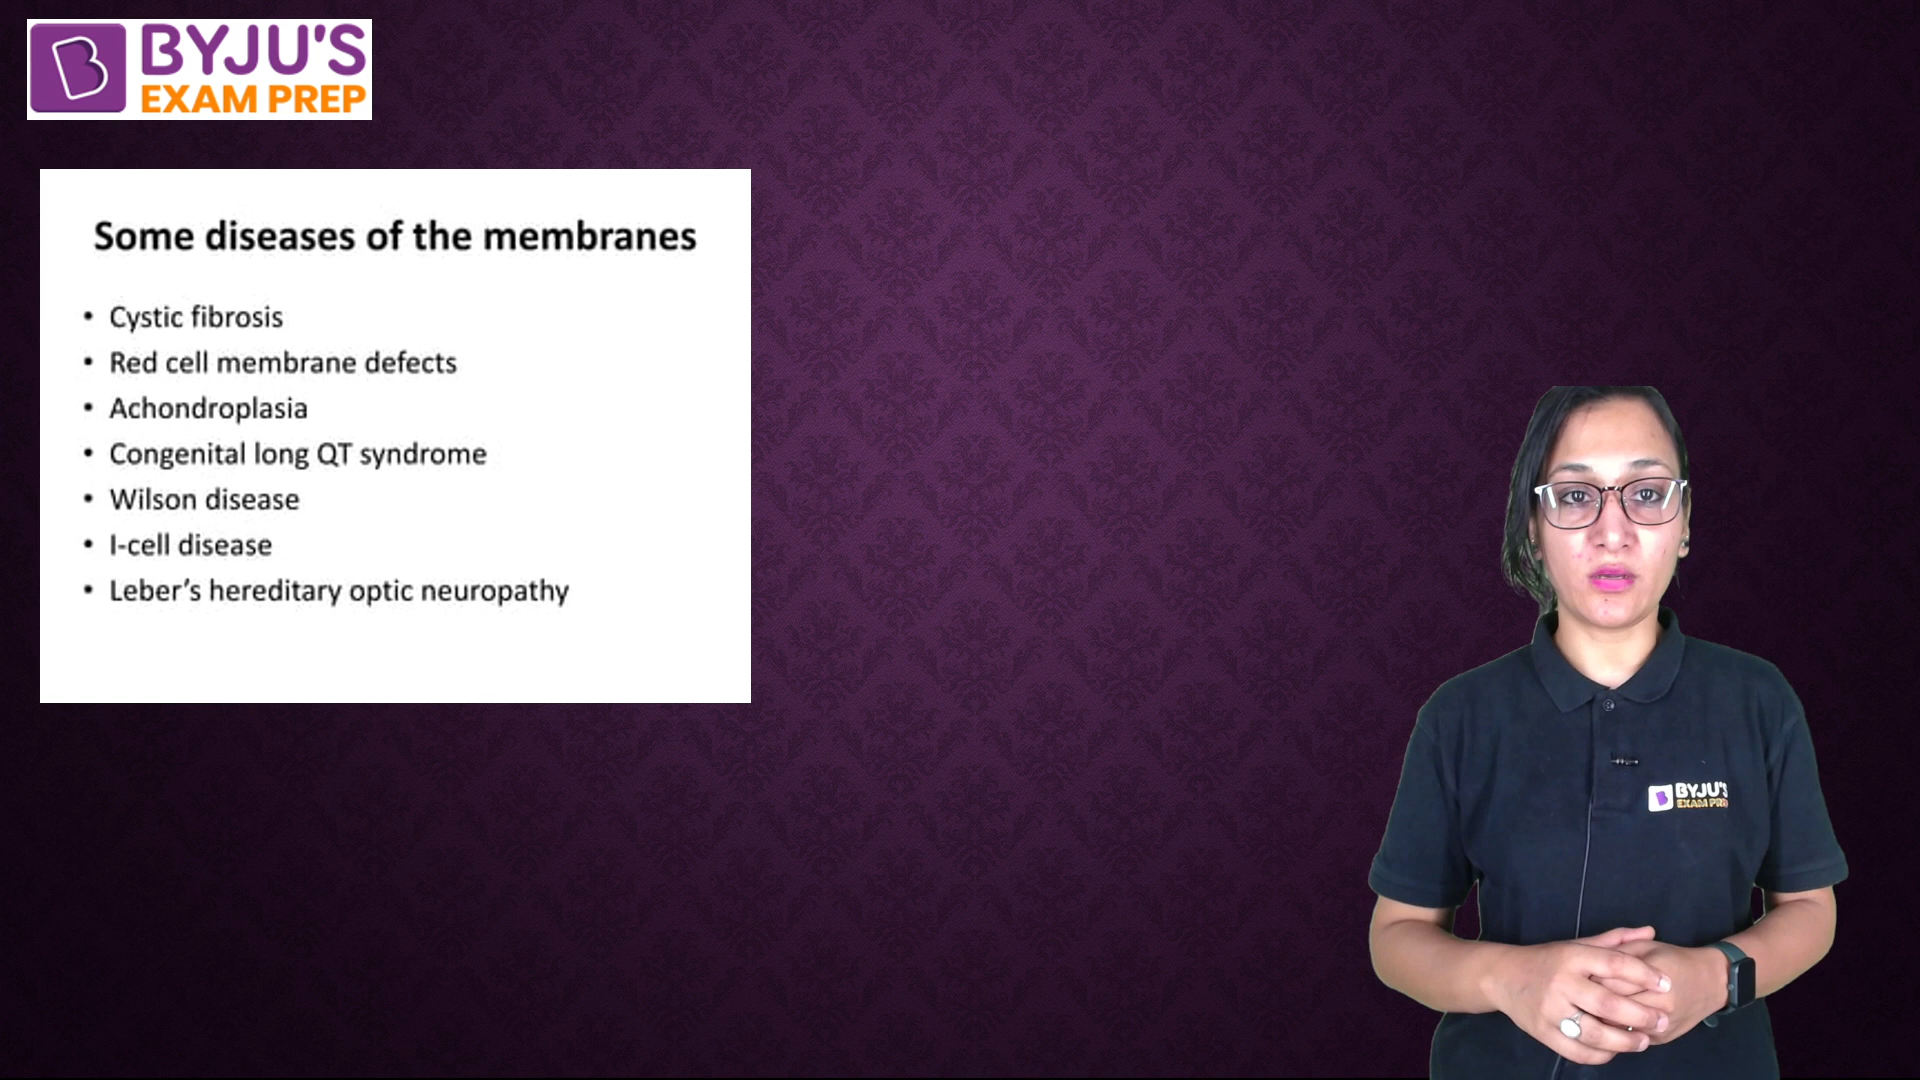 BYJU'S
EXAM PREP
Some diseases of the membranes
• Cystic fibrosis
• Red cell membrane defects
• Achondroplasia
• Congenital long QT syndrome
• Wilson disease
• I-cell disease
• Leber's hereditary optic neuropathy
BYJU'S
EXAM PREP